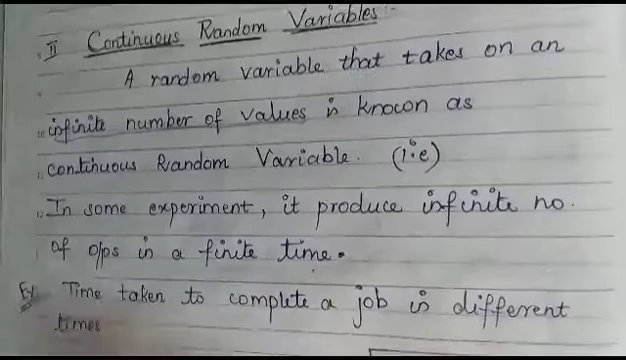 II Continuous Random Variables :-
A random variable that takes on an
infinite number of values is known as
continuous Random Variable. (i.e)
In some experiment, it produce infinite no.
of o/ps in a finite time.
Ex Time taken to complete a job in different
times